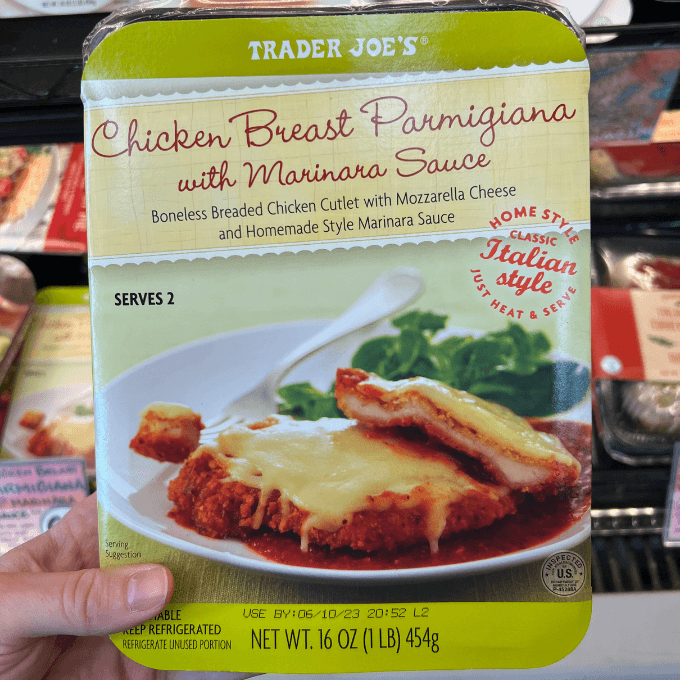 TRADER JOE'S®
Chicken Breast Parmigiana
with Marinara Sauce
Boneless Breaded Chicken Cutlet with Mozzarella Cheese
and Homemade Style Marinara Sauce
HOME STYLE
CLASSIC
Italian
style
JUST HEAT & SERVE
SERVES 2
Serving
Suggestion
INSPECTED
U.S.
ABLE
KEEP REFRIGERATED
REFRIGERATE UNUSED PORTION
USE BY:06/10/23 20:52 L2
NET WT. 16 OZ (1 LB) 454g